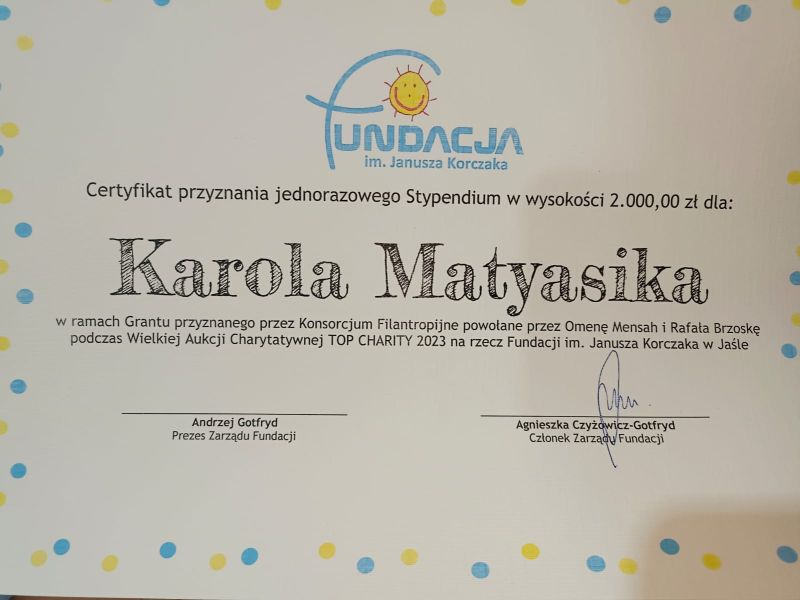 FUNDACJA
im. Janusza Korczaka
Certyfikat przyznania jednorazowego Stypendium w wysokości 2.000,00 zł dla:
Karola Matyasika
w ramach Grantu przyznanego przez Konsorcjum Filantropijne powołane przez Omenę Mensah i Rafała Brzoskę
podczas Wielkiej Aukcji Charytatywnej TOP CHARITY 2023 na rzecz Fundacji im. Janusza Korczaka w Jaśle
Andrzej Gotfryd
Prezes Zarządu Fundacji
Agnieszka Czyżowicz-Gotfryd
Członek Zarządu Fundacji